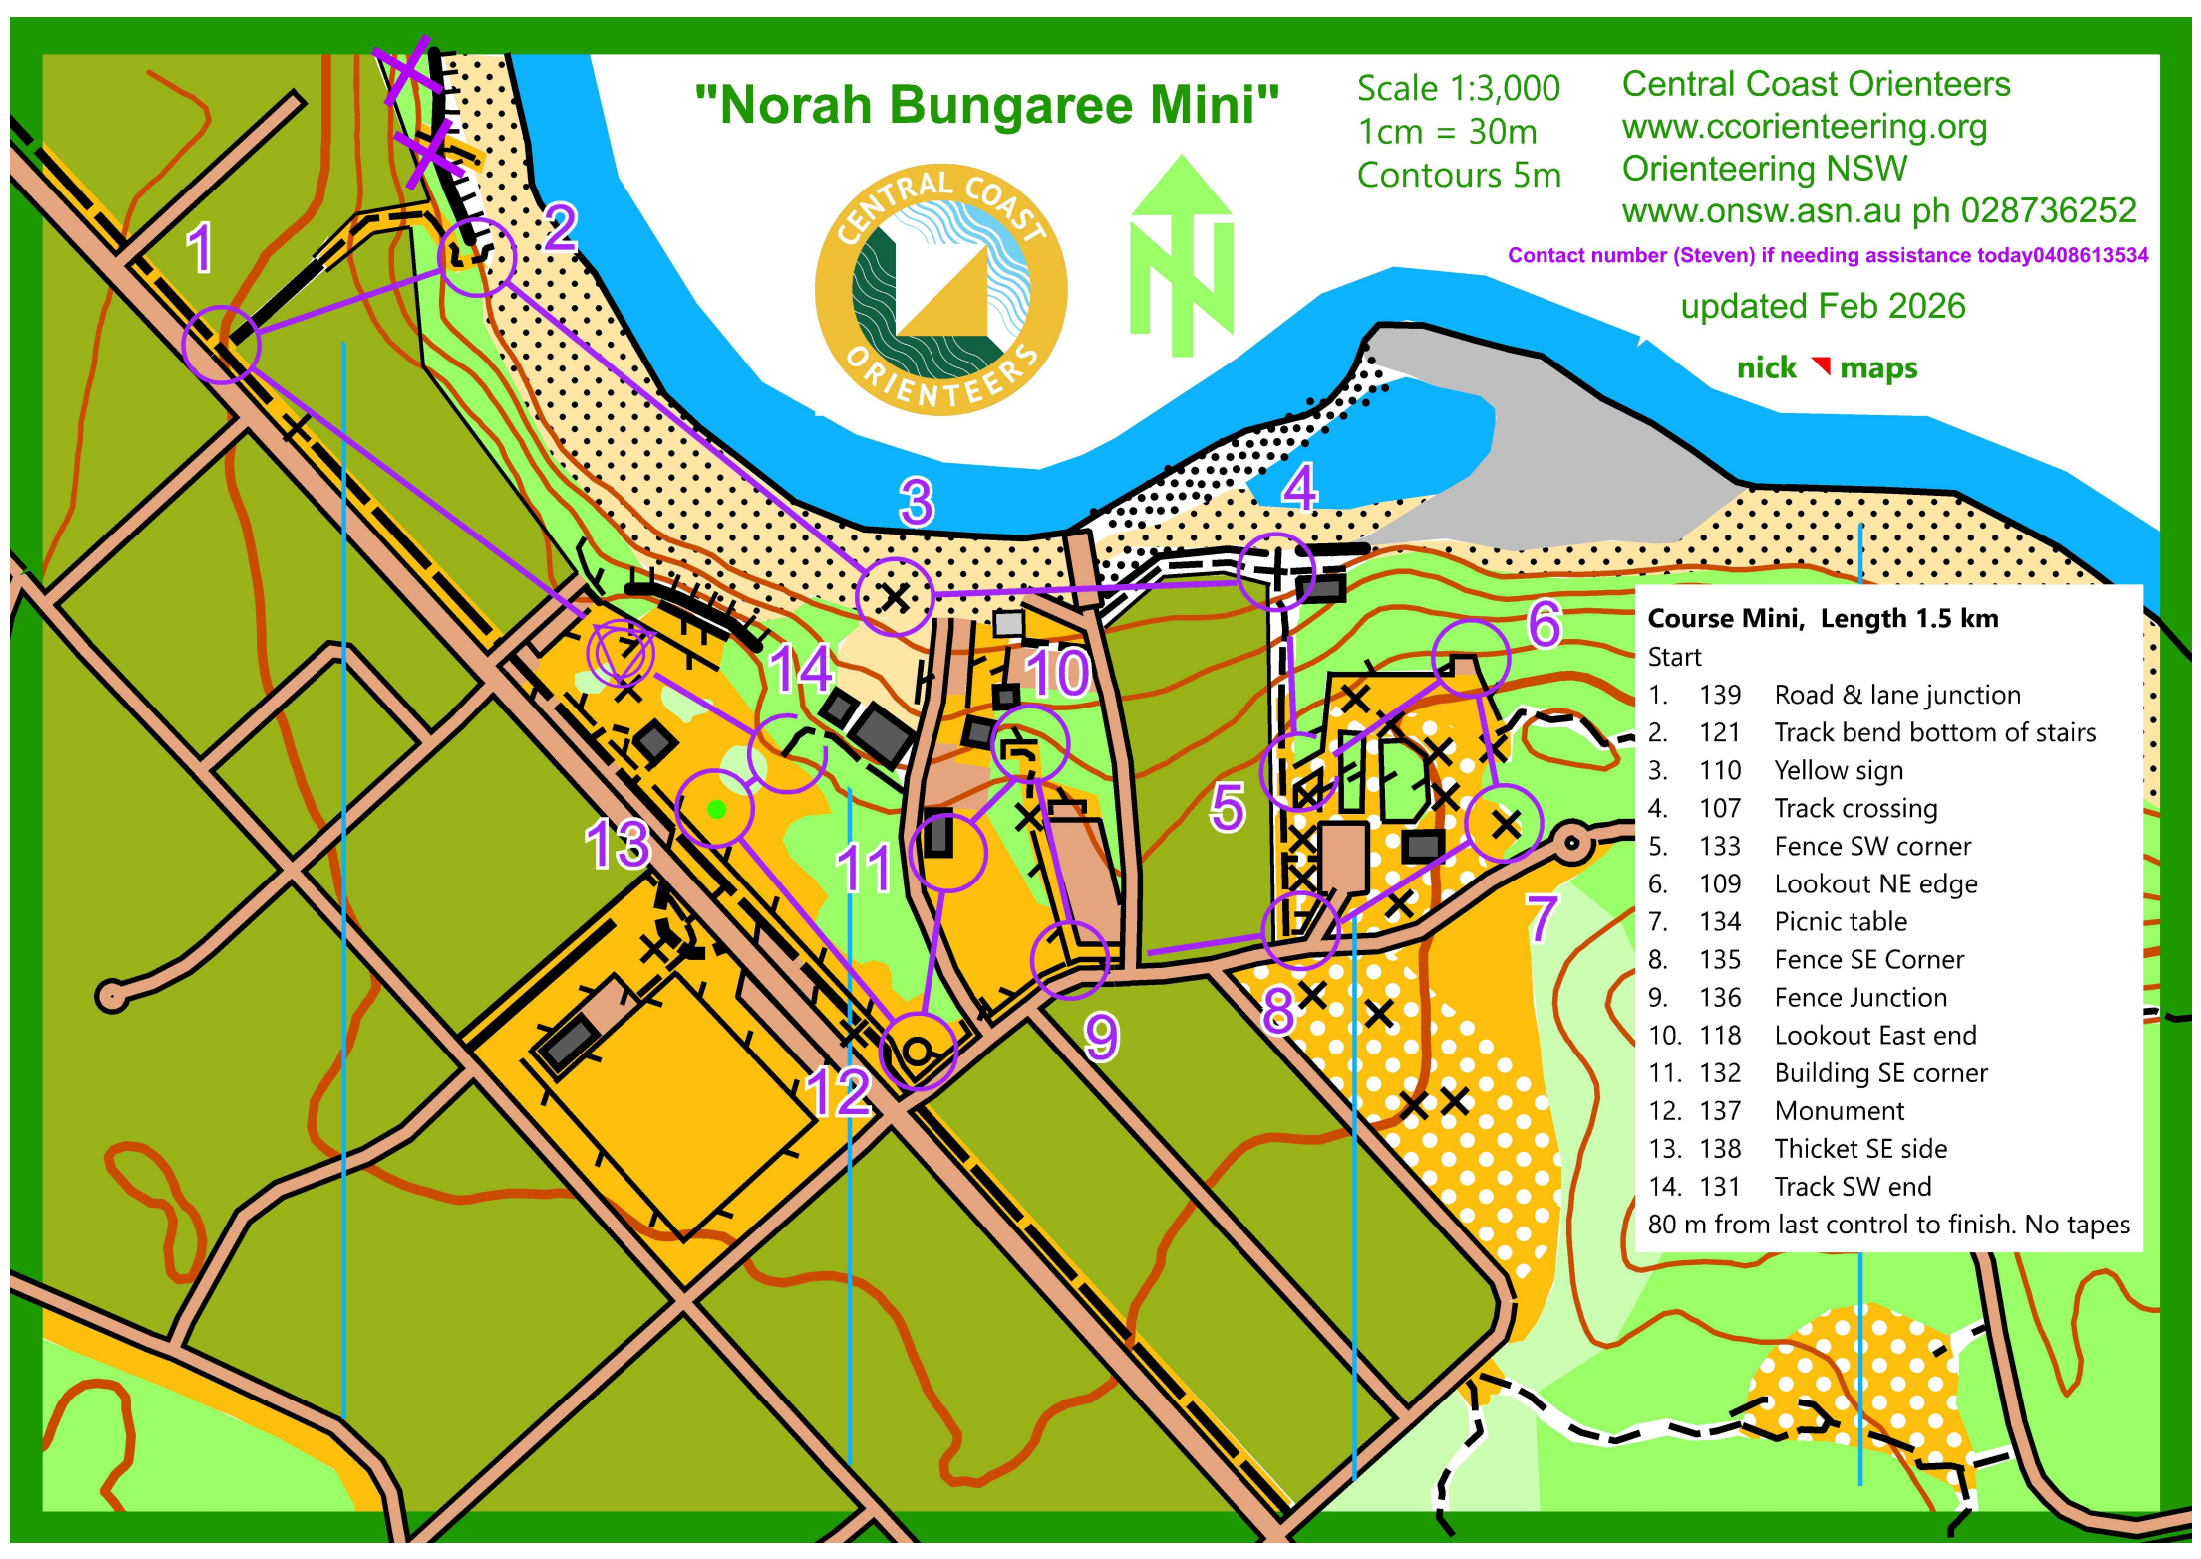 "Norah Bungaree Mini"
CENTRAL COAST
ORIENTEERS
N
Scale 1:3,000
1cm = 30m
Contours 5m
Central Coast Orienteers
www.ccorienteering.org
Orienteering NSW
www.onsw.asn.au ph 028736252
Contact number (Steven) if needing assistance today0408613534
updated Feb 2026
nick maps
1
2
3
4
5
6
7
8
9
10
11
12
13
14
Course Mini, Length 1.5 km
Start
1. 139 Road & lane junction
2. 121 Track bend bottom of stairs
3. 110 Yellow sign
4. 107 Track crossing
5. 133 Fence SW corner
6. 109 Lookout NE edge
7. 134 Picnic table
8. 135 Fence SE Corner
9. 136 Fence Junction
10. 118 Lookout East end
11. 132 Building SE corner
12. 137 Monument
13. 138 Thicket SE side
14. 131 Track SW end
80 m from last control to finish. No tapes